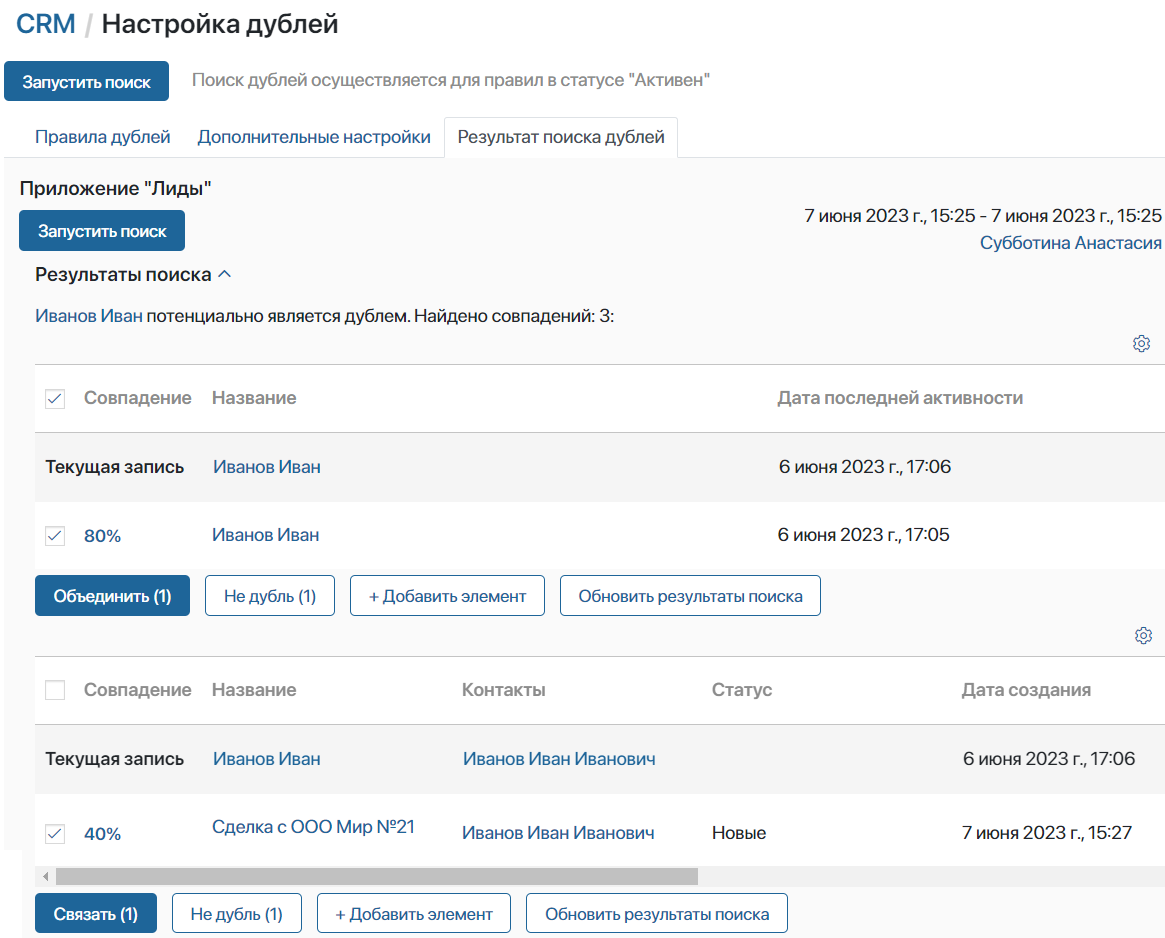 CRM / Настройка дублей
Запустить поиск Поиск дублей осуществляется для правил в статусе "Активен"
Правила дублей Дополнительные настройки Результат поиска дублей
Приложение "Лиды"
7 июня 2023 г., 15:25 - 7 июня 2023 г., 15:25
Запустить поиск
Субботина Анастасия
Результаты поиска
Иванов Иван потенциально является дублем. Найдено совпадений: 3:
Совпадение Название Дата последней активности
Текущая запись Иванов Иван 6 июня 2023 г., 17:06
80% Иванов Иван 6 июня 2023 г., 17:05
Объединить (1) Не дубль (1) + Добавить элемент Обновить результаты поиска
Совпадение Название Контакты Статус Дата создания
Текущая запись Иванов Иван Иванов Иван Иванович 6 июня 2023 г., 17:06
40% Сделка с ООО Мир №21 Иванов Иван Иванович Новые 7 июня 2023 г., 15:27
Связать (1) Не дубль (1) + Добавить элемент Обновить результаты поиска